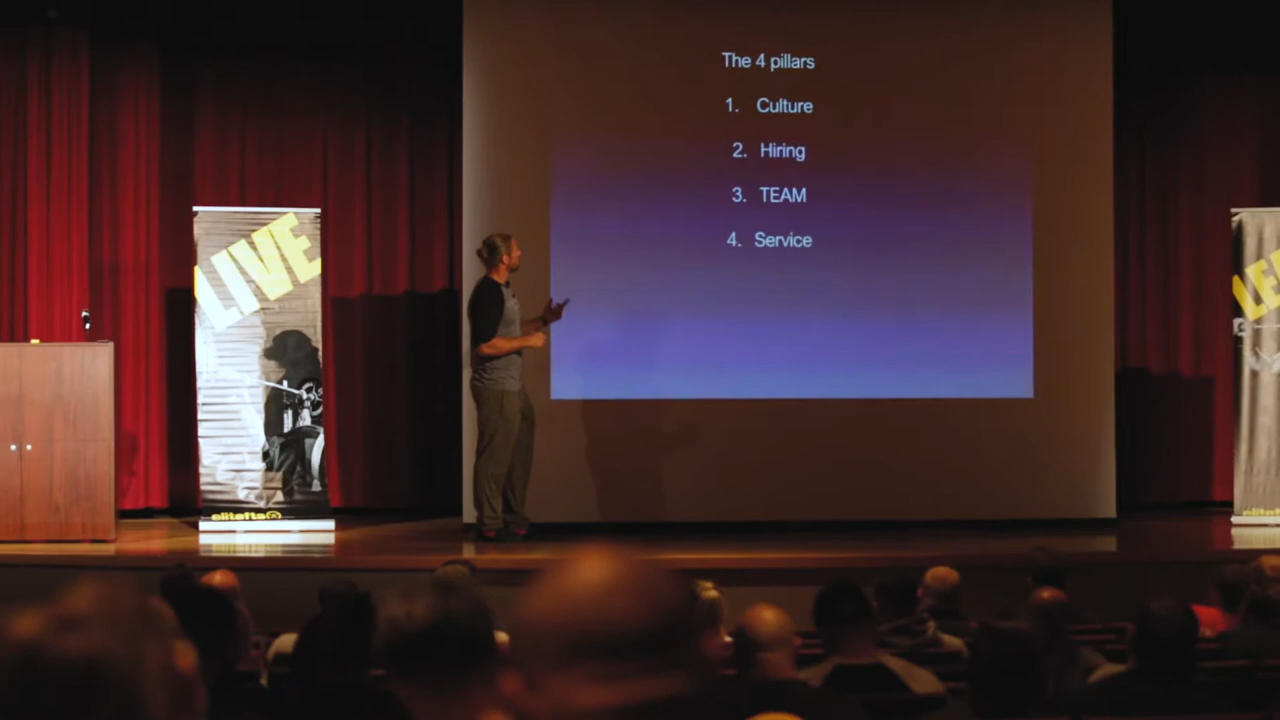 The 4 pillars
1. Culture
2. Hiring
3. TEAM
4. Service
LIVE
elitefts
elitefts